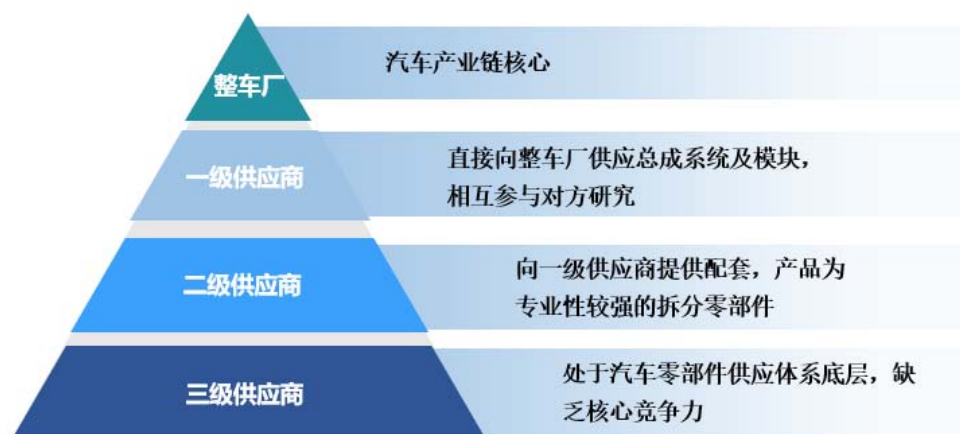 整车厂
汽车产业链核心
一级供应商
直接向整车厂供应总成系统及模块，
相互参与对方研究
二级供应商
向一级供应商提供配套，产品为
专业性较强的拆分零部件
三级供应商
处于汽车零部件供应体系底层，缺
乏核心竞争力